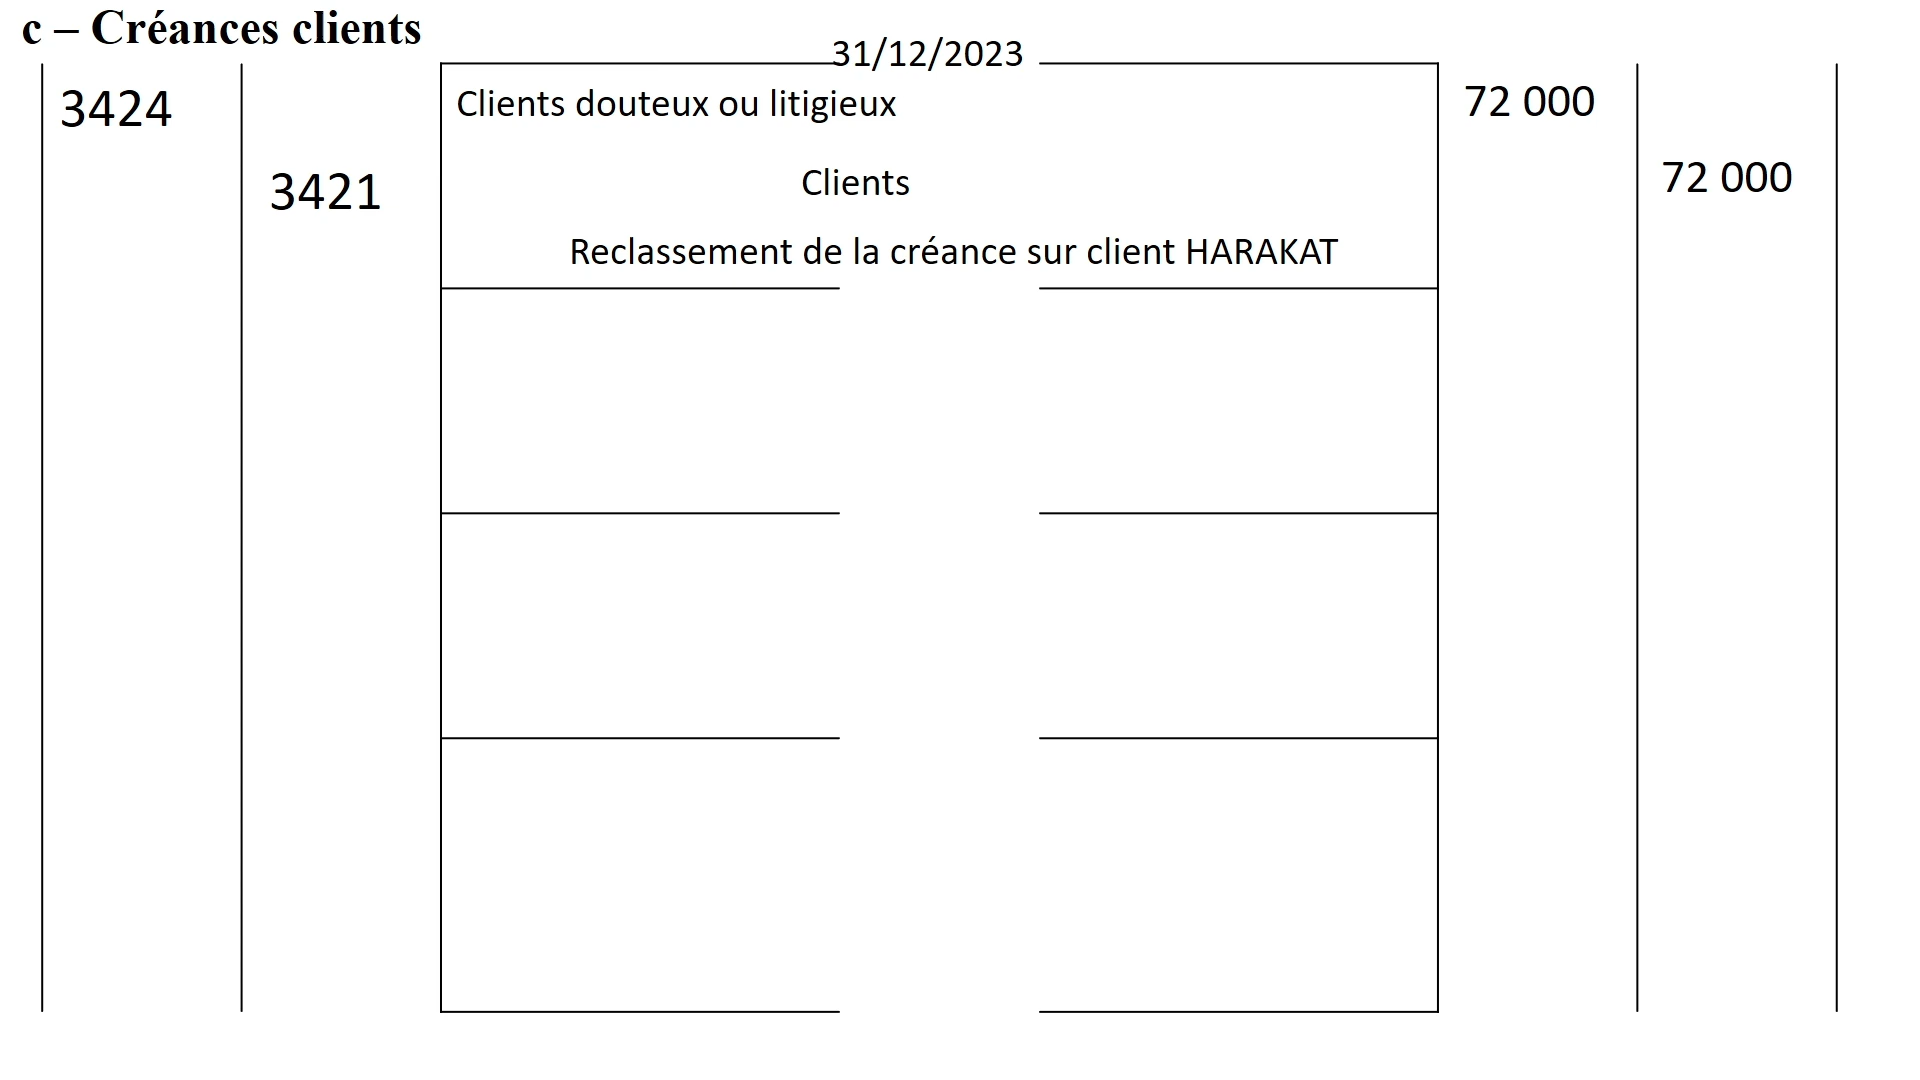 c – Créances clients
31/12/2023
3424 Clients douteux ou litigieux 72 000
3421 Clients 72 000
Reclassement de la créance sur client HARAKAT